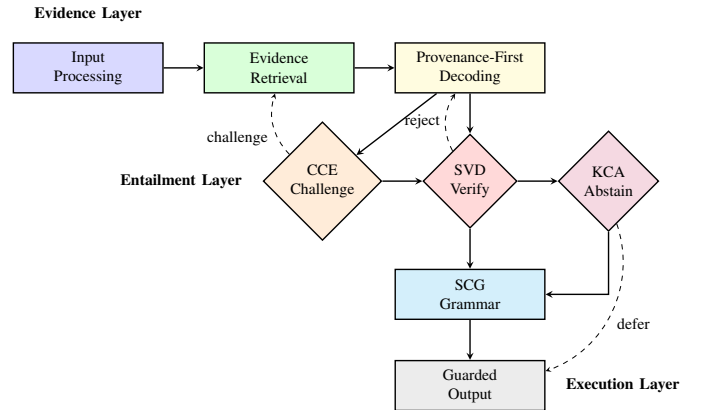 Evidence Layer
Input
Processing
Evidence
Retrieval
Provenance-First
Decoding
reject
challenge
CCE
Challenge
SVD
Verify
KCA
Abstain
Entailment Layer
SCG
Grammar
defer
Guarded
Output
Execution Layer